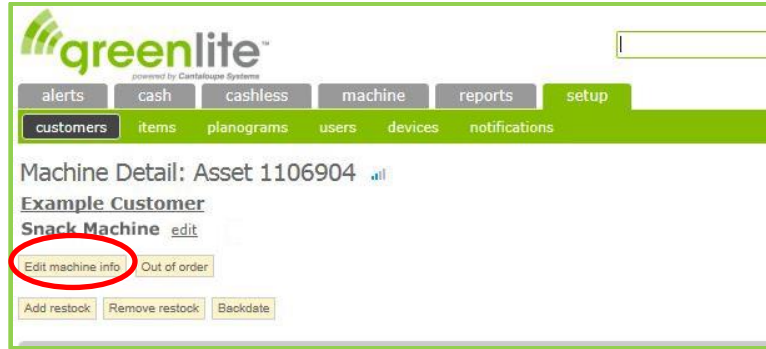 greenlite™
powered by Cantaloupe Systems
alerts cash cashless machine reports setup
customers items planograms users devices notifications
Machine Detail: Asset 1106904
Example Customer
Snack Machine edit
Edit machine info Out of order
Add restock Remove restock Backdate